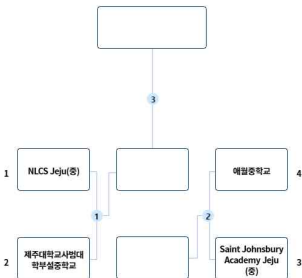 3
1
NLCS Jeju(중)
애월중학교
4
1
2
2
제주대학교사범대
학부설중학교
Saint Johnsbury
Academy Jeju
(중)
3